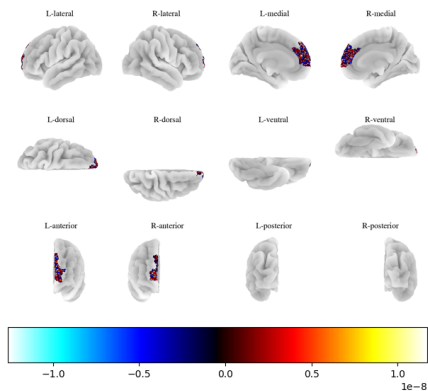 L-lateral R-lateral L-medial R-medial
L-dorsal R-dorsal L-ventral R-ventral
L-anterior R-anterior L-posterior R-posterior
−1.0 −0.5 0.0 0.5 1.0
1e−8